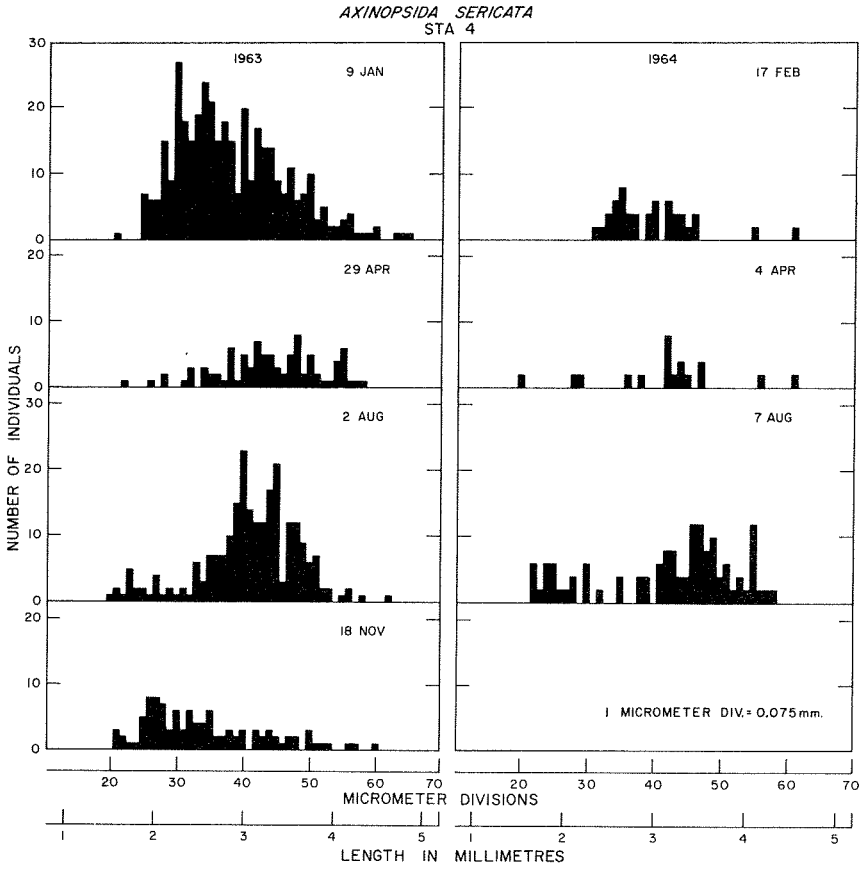 AXINOPSIDA SERICATA
STA 4
30
1963
9 JAN
1964
17 FEB
20
10
0
20
29 APR
4 APR
10
0
30
2 AUG
7 AUG
20
10
0
20
18 NOV
10
1 MICROMETER DIV. = 0.075 mm.
0
NUMBER OF INDIVIDUALS
20 30 40 50 60 70 20 30 40 50 60 70
MICROMETER DIVISIONS
1 2 3 4 5 1 2 3 4 5
LENGTH IN MILLIMETRES